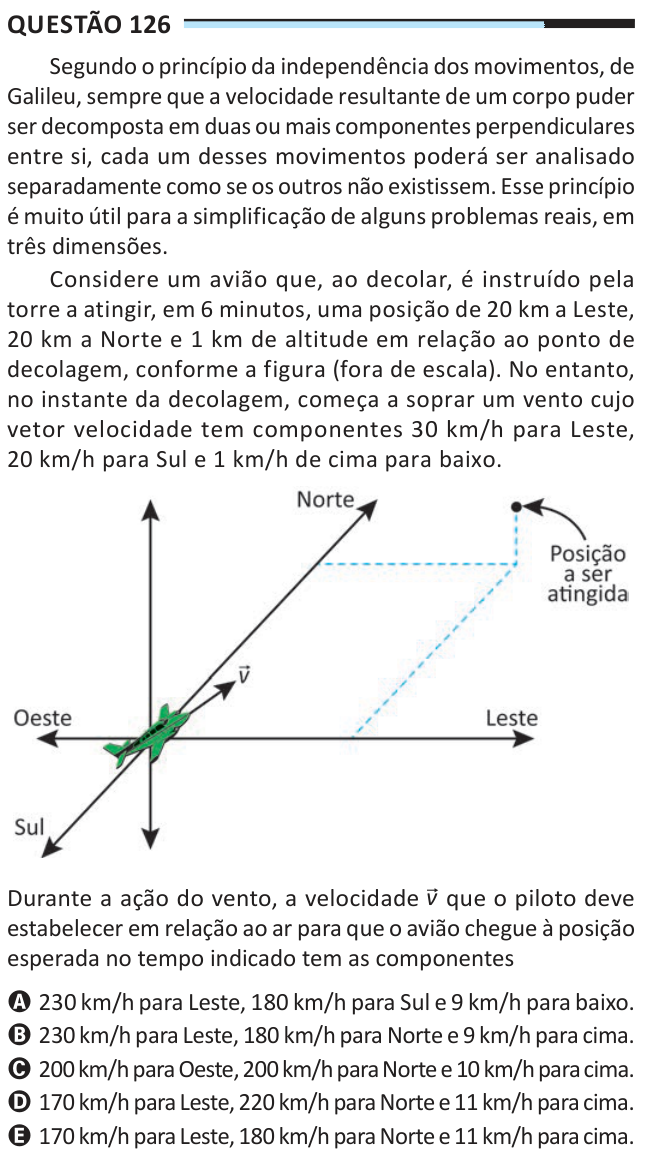 QUESTÃO 126
Segundo o princípio da independência dos movimentos, de
Galileu, sempre que a velocidade resultante de um corpo puder
ser decomposta em duas ou mais componentes perpendiculares
entre si, cada um desses movimentos poderá ser analisado
separadamente como se os outros não existissem. Esse princípio
é muito útil para a simplificação de alguns problemas reais, em
três dimensões.
Considere um avião que, ao decolar, é instruído pela
torre a atingir, em 6 minutos, uma posição de 20 km a Leste,
20 km a Norte e 1 km de altitude em relação ao ponto de
decolagem, conforme a figura (fora de escala). No entanto,
no instante da decolagem, começa a soprar um vento cujo
vetor velocidade tem componentes 30 km/h para Leste,
20 km/h para Sul e 1 km/h de cima para baixo.
Norte
Posição
a ser
atingida
v⃗
Oeste
Leste
Sul
Durante a ação do vento, a velocidade v⃗ que o piloto deve
estabelecer em relação ao ar para que o avião chegue à posição
esperada no tempo indicado tem as componentes
A 230 km/h para Leste, 180 km/h para Sul e 9 km/h para baixo.
B 230 km/h para Leste, 180 km/h para Norte e 9 km/h para cima.
C 200 km/h para Oeste, 200 km/h para Norte e 10 km/h para cima.
D 170 km/h para Leste, 220 km/h para Norte e 11 km/h para cima.
E 170 km/h para Leste, 180 km/h para Norte e 11 km/h para cima.